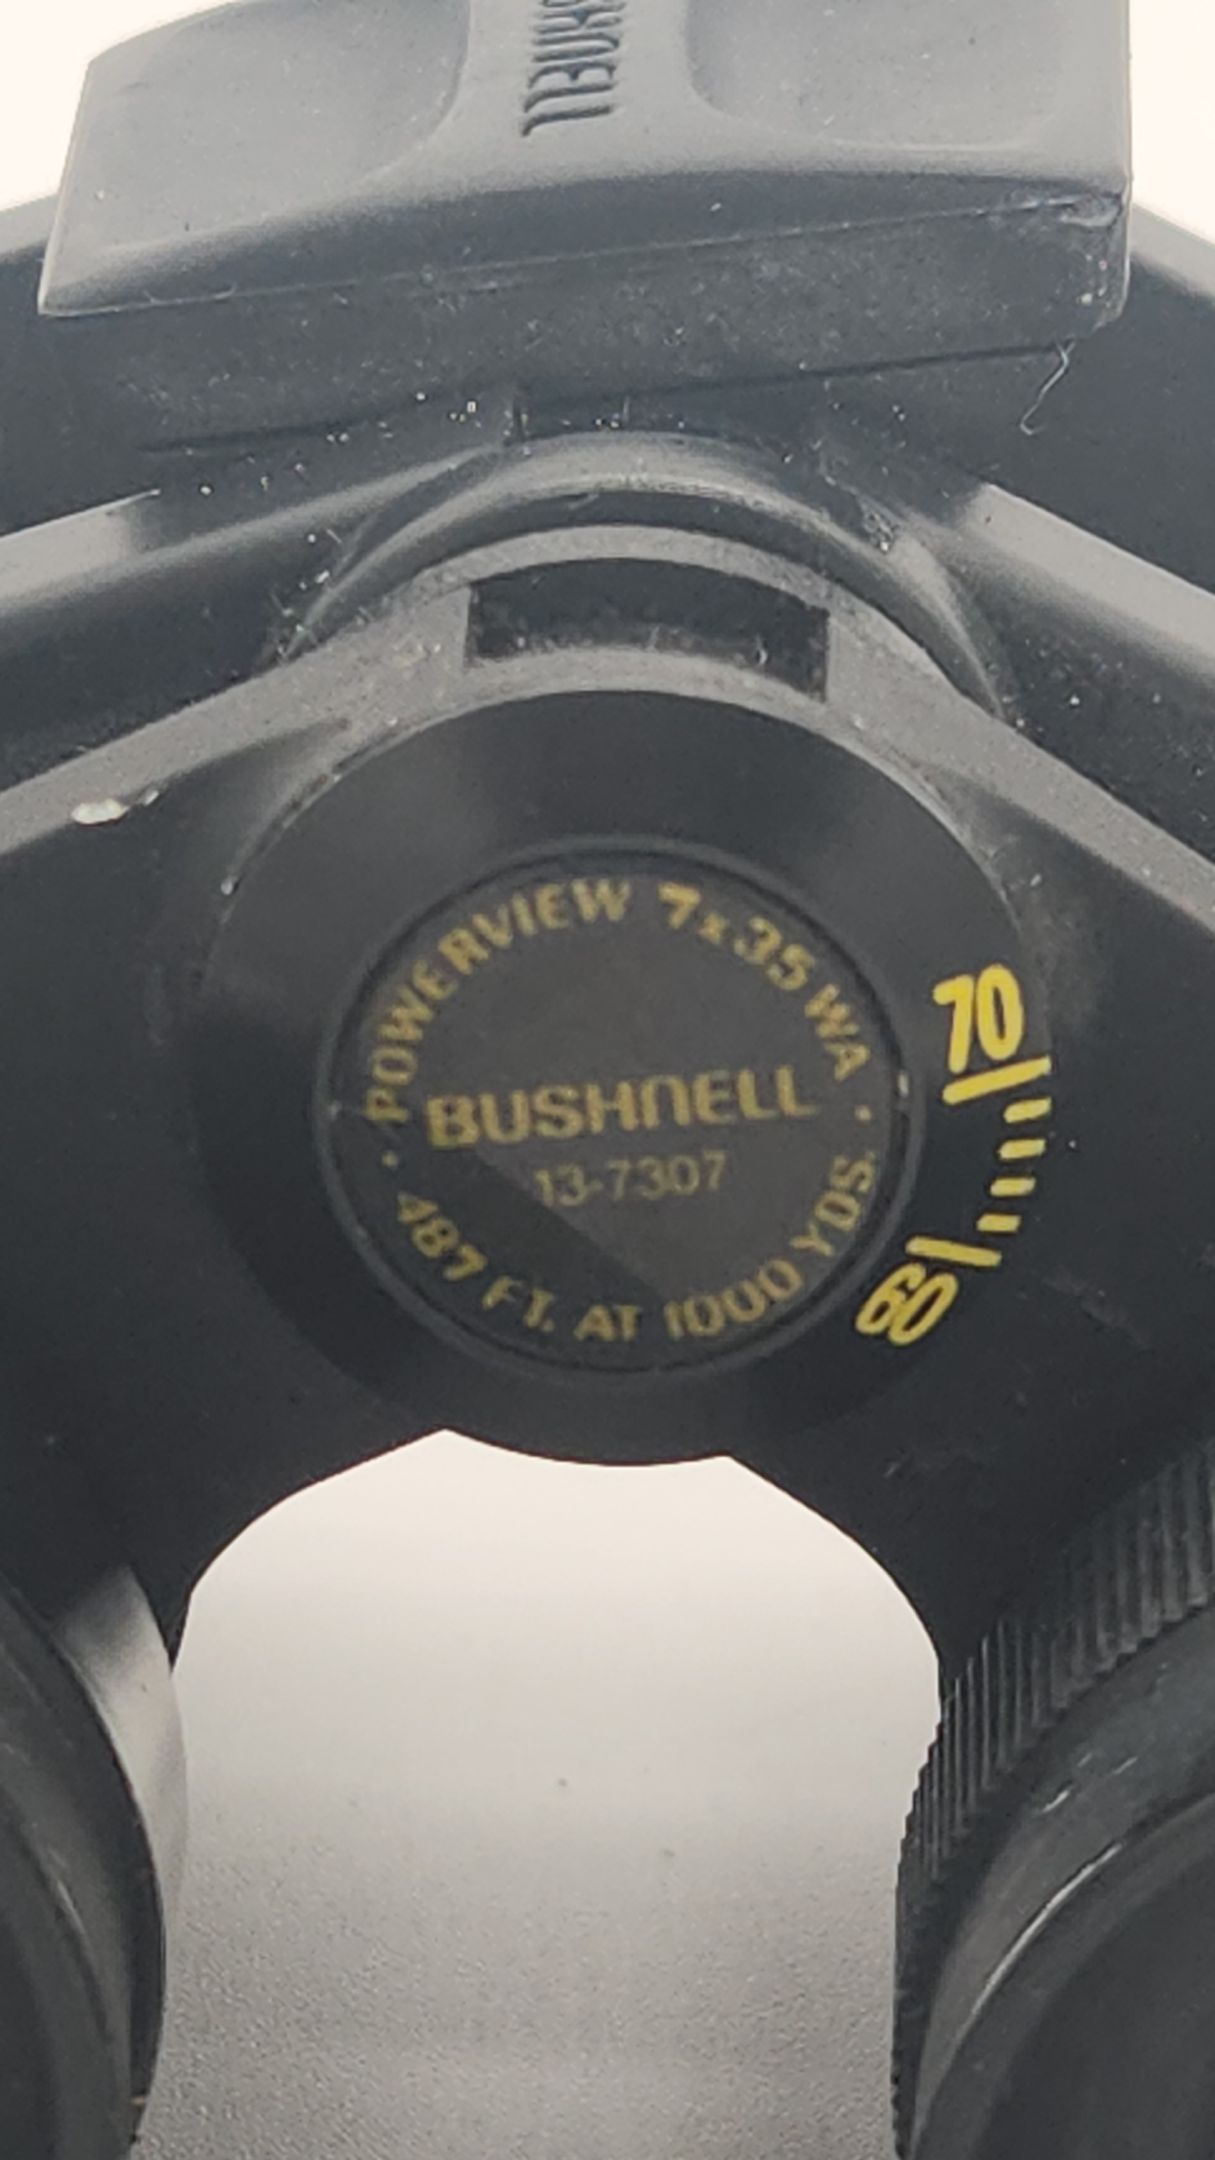 BUSHNELL
POWERVIEW 7x35 WA
BUSHNELL
13-7307
487 FT. AT 1000 YDS.
70
60